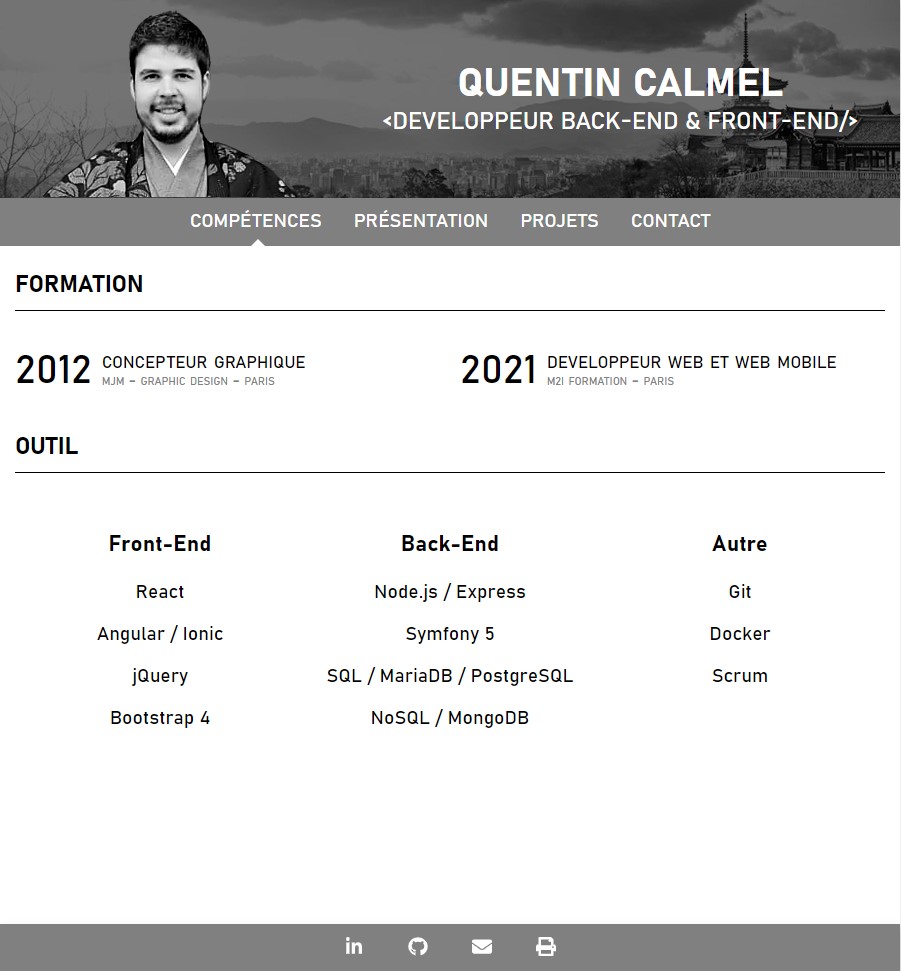 QUENTIN CALMEL
<DEVELOPPEUR BACK-END & FRONT-END/>
COMPÉTENCES PRÉSENTATION PROJETS CONTACT
FORMATION
2012 CONCEPTEUR GRAPHIQUE
MJM - GRAPHIC DESIGN - PARIS
2021 DEVELOPPEUR WEB ET WEB MOBILE
M2I FORMATION - PARIS
OUTIL
Front-End
React
Angular / Ionic
jQuery
Bootstrap 4
Back-End
Node.js / Express
Symfony 5
SQL / MariaDB / PostgreSQL
NoSQL / MongoDB
Autre
Git
Docker
Scrum
in